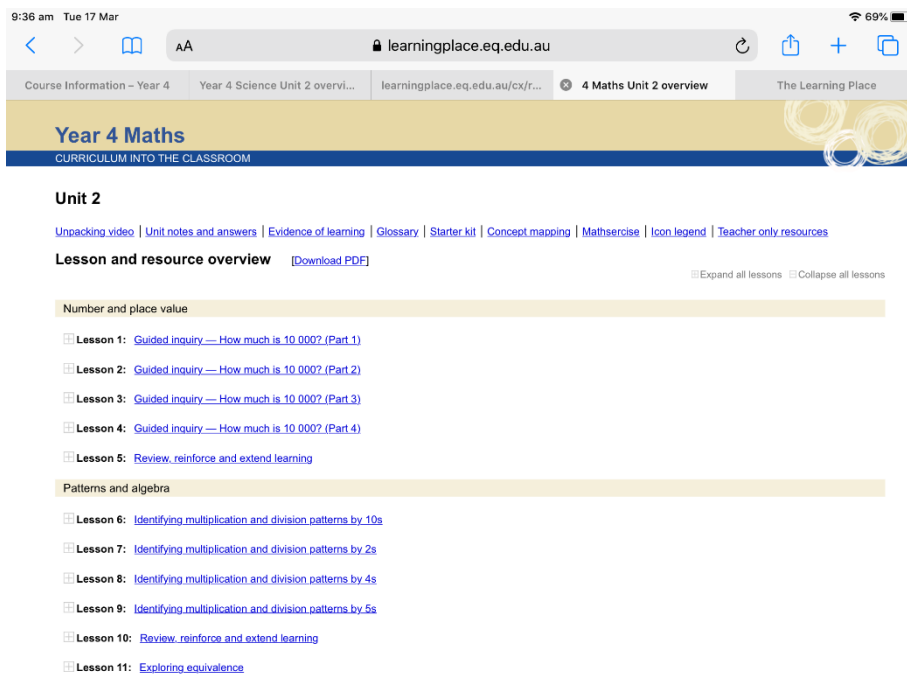 9:36 am Tue 17 Mar 69%
AA learningplace.eq.edu.au
Course Information – Year 4 Year 4 Science Unit 2 overvi... learningplace.eq.edu.au/cx/r... 4 Maths Unit 2 overview The Learning Place
Year 4 Maths
CURRICULUM INTO THE CLASSROOM
Unit 2
Unpacking video | Unit notes and answers | Evidence of learning | Glossary | Starter kit | Concept mapping | Mathsercise | Icon legend | Teacher only resources
Lesson and resource overview [Download PDF]
Expand all lessons Collapse all lessons
Number and place value
Lesson 1: Guided inquiry — How much is 10 000? (Part 1)
Lesson 2: Guided inquiry — How much is 10 000? (Part 2)
Lesson 3: Guided inquiry — How much is 10 000? (Part 3)
Lesson 4: Guided inquiry — How much is 10 000? (Part 4)
Lesson 5: Review, reinforce and extend learning
Patterns and algebra
Lesson 6: Identifying multiplication and division patterns by 10s
Lesson 7: Identifying multiplication and division patterns by 2s
Lesson 8: Identifying multiplication and division patterns by 4s
Lesson 9: Identifying multiplication and division patterns by 5s
Lesson 10: Review, reinforce and extend learning
Lesson 11: Exploring equivalence